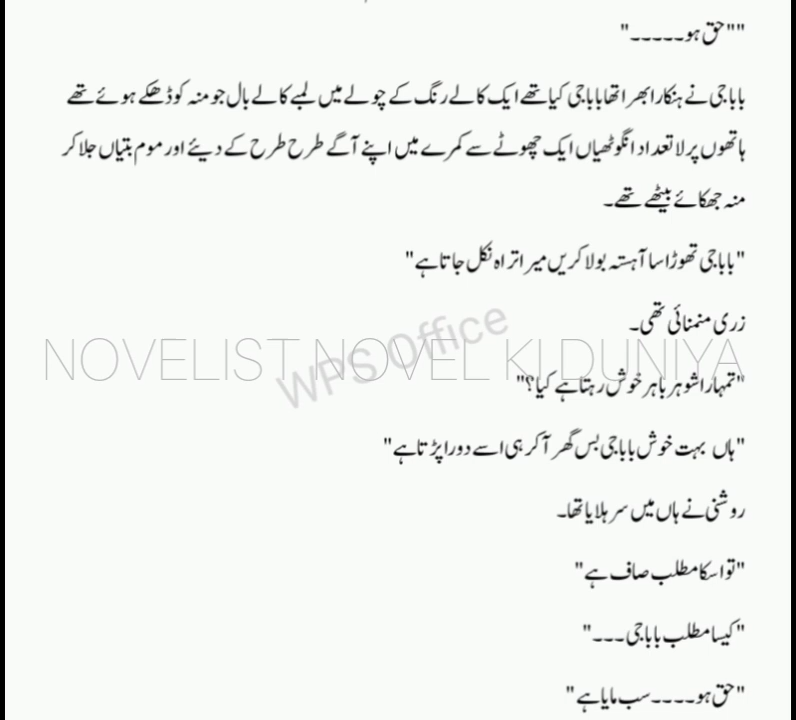 ""حق ہو۔۔۔۔۔"
باباجی نے ہنکارا بھرا تھا باباجی کیا تھے ایک کالے رنگ کے چولے میں لمبے کالے بال جو منہ کو ڈھکے ہوئے تھے
ہاتھوں پر لاتعداد انگوٹھیاں ایک چھوٹے سے کمرے میں اپنے آگے طرح طرح کے دیئے اور موم بتیاں جلا کر
منہ جھکائے بیٹھے تھے۔
"باباجی تھوڑا سا آہستہ بولا کریں میرا تراہ نکل جاتا ہے"
زری منمنائی تھی۔
WPS Office
NOVELIST NOVEL KI DUNIYA
"تمہارا شوہر باہر خوش رہتا ہے کیا؟"
"ہاں بہت خوش باباجی بس گھر آکر ہی اسے دورا پڑتا ہے"
روشنی نے ہاں میں سر ہلایا تھا۔
"تو اسکا مطلب صاف ہے"
"کیسا مطلب باباجی۔۔۔"
"حق ہو۔۔۔۔سب مایا ہے"